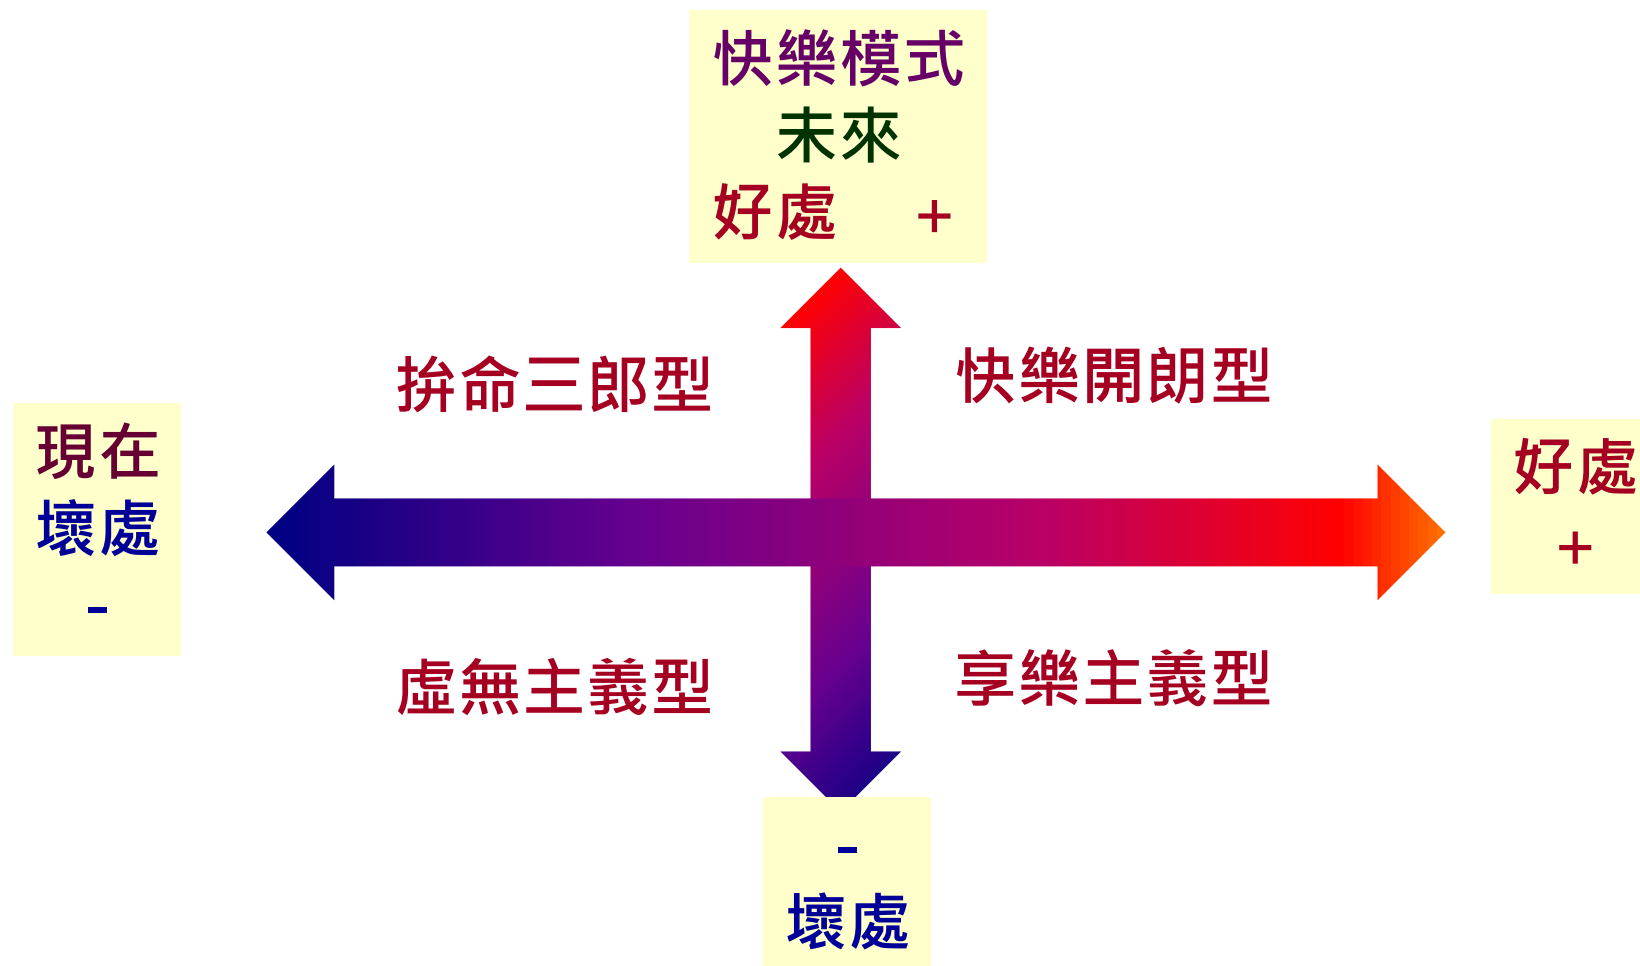 快樂模式
未來
好處 +
拚命三郎型
快樂開朗型
現在
壞處
-
好處
+
虛無主義型
享樂主義型
-
壞處